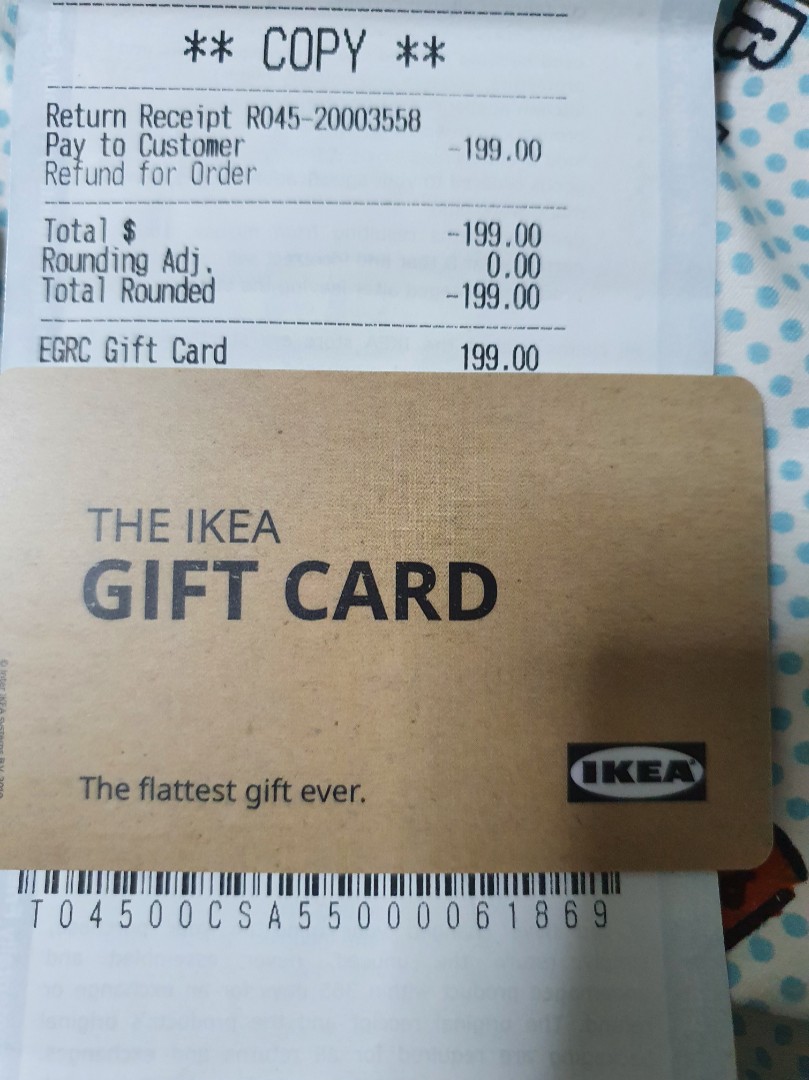 ** COPY **
Return Receipt R045-20003558
Pay to Customer -199.00
Refund for Order
Total $ -199.00
Rounding Adj. 0.00
Total Rounded -199.00
EGRC Gift Card 199.00
THE IKEA
GIFT CARD
The flattest gift ever.
IKEA
T04500CSA55000061869